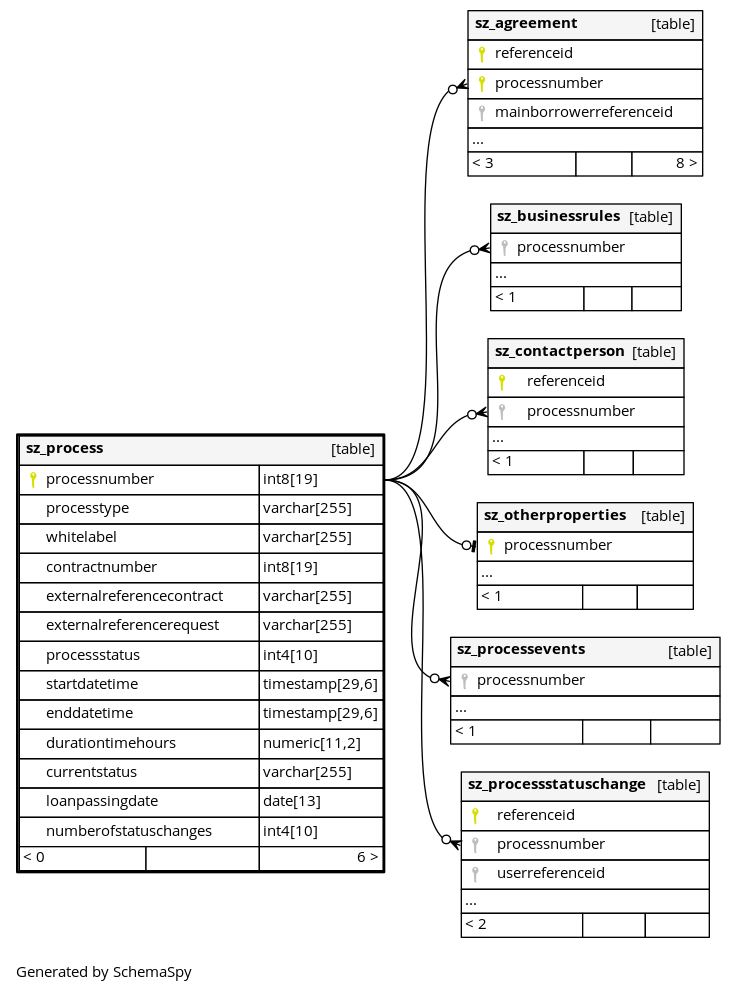 sz_agreement [table]
referenceid
processnumber
mainborrowerreferenceid
...
< 3 8 >
sz_businessrules [table]
processnumber
...
< 1
sz_contactperson [table]
referenceid
processnumber
...
< 1
sz_process [table]
processnumber int8[19]
processtype varchar[255]
whitelabel varchar[255]
contractnumber int8[19]
externalreferencecontract varchar[255]
externalreferencerequest varchar[255]
processstatus int4[10]
startdatetime timestamp[29,6]
enddatetime timestamp[29,6]
durationtimehours numeric[11,2]
currentstatus varchar[255]
loanpassingdate date[13]
numberofstatuschanges int4[10]
< 0 6 >
sz_otherproperties [table]
processnumber
...
< 1
sz_processevents [table]
processnumber
...
< 1
sz_processstatuschange [table]
referenceid
processnumber
userreferenceid
...
< 2
Generated by SchemaSpy